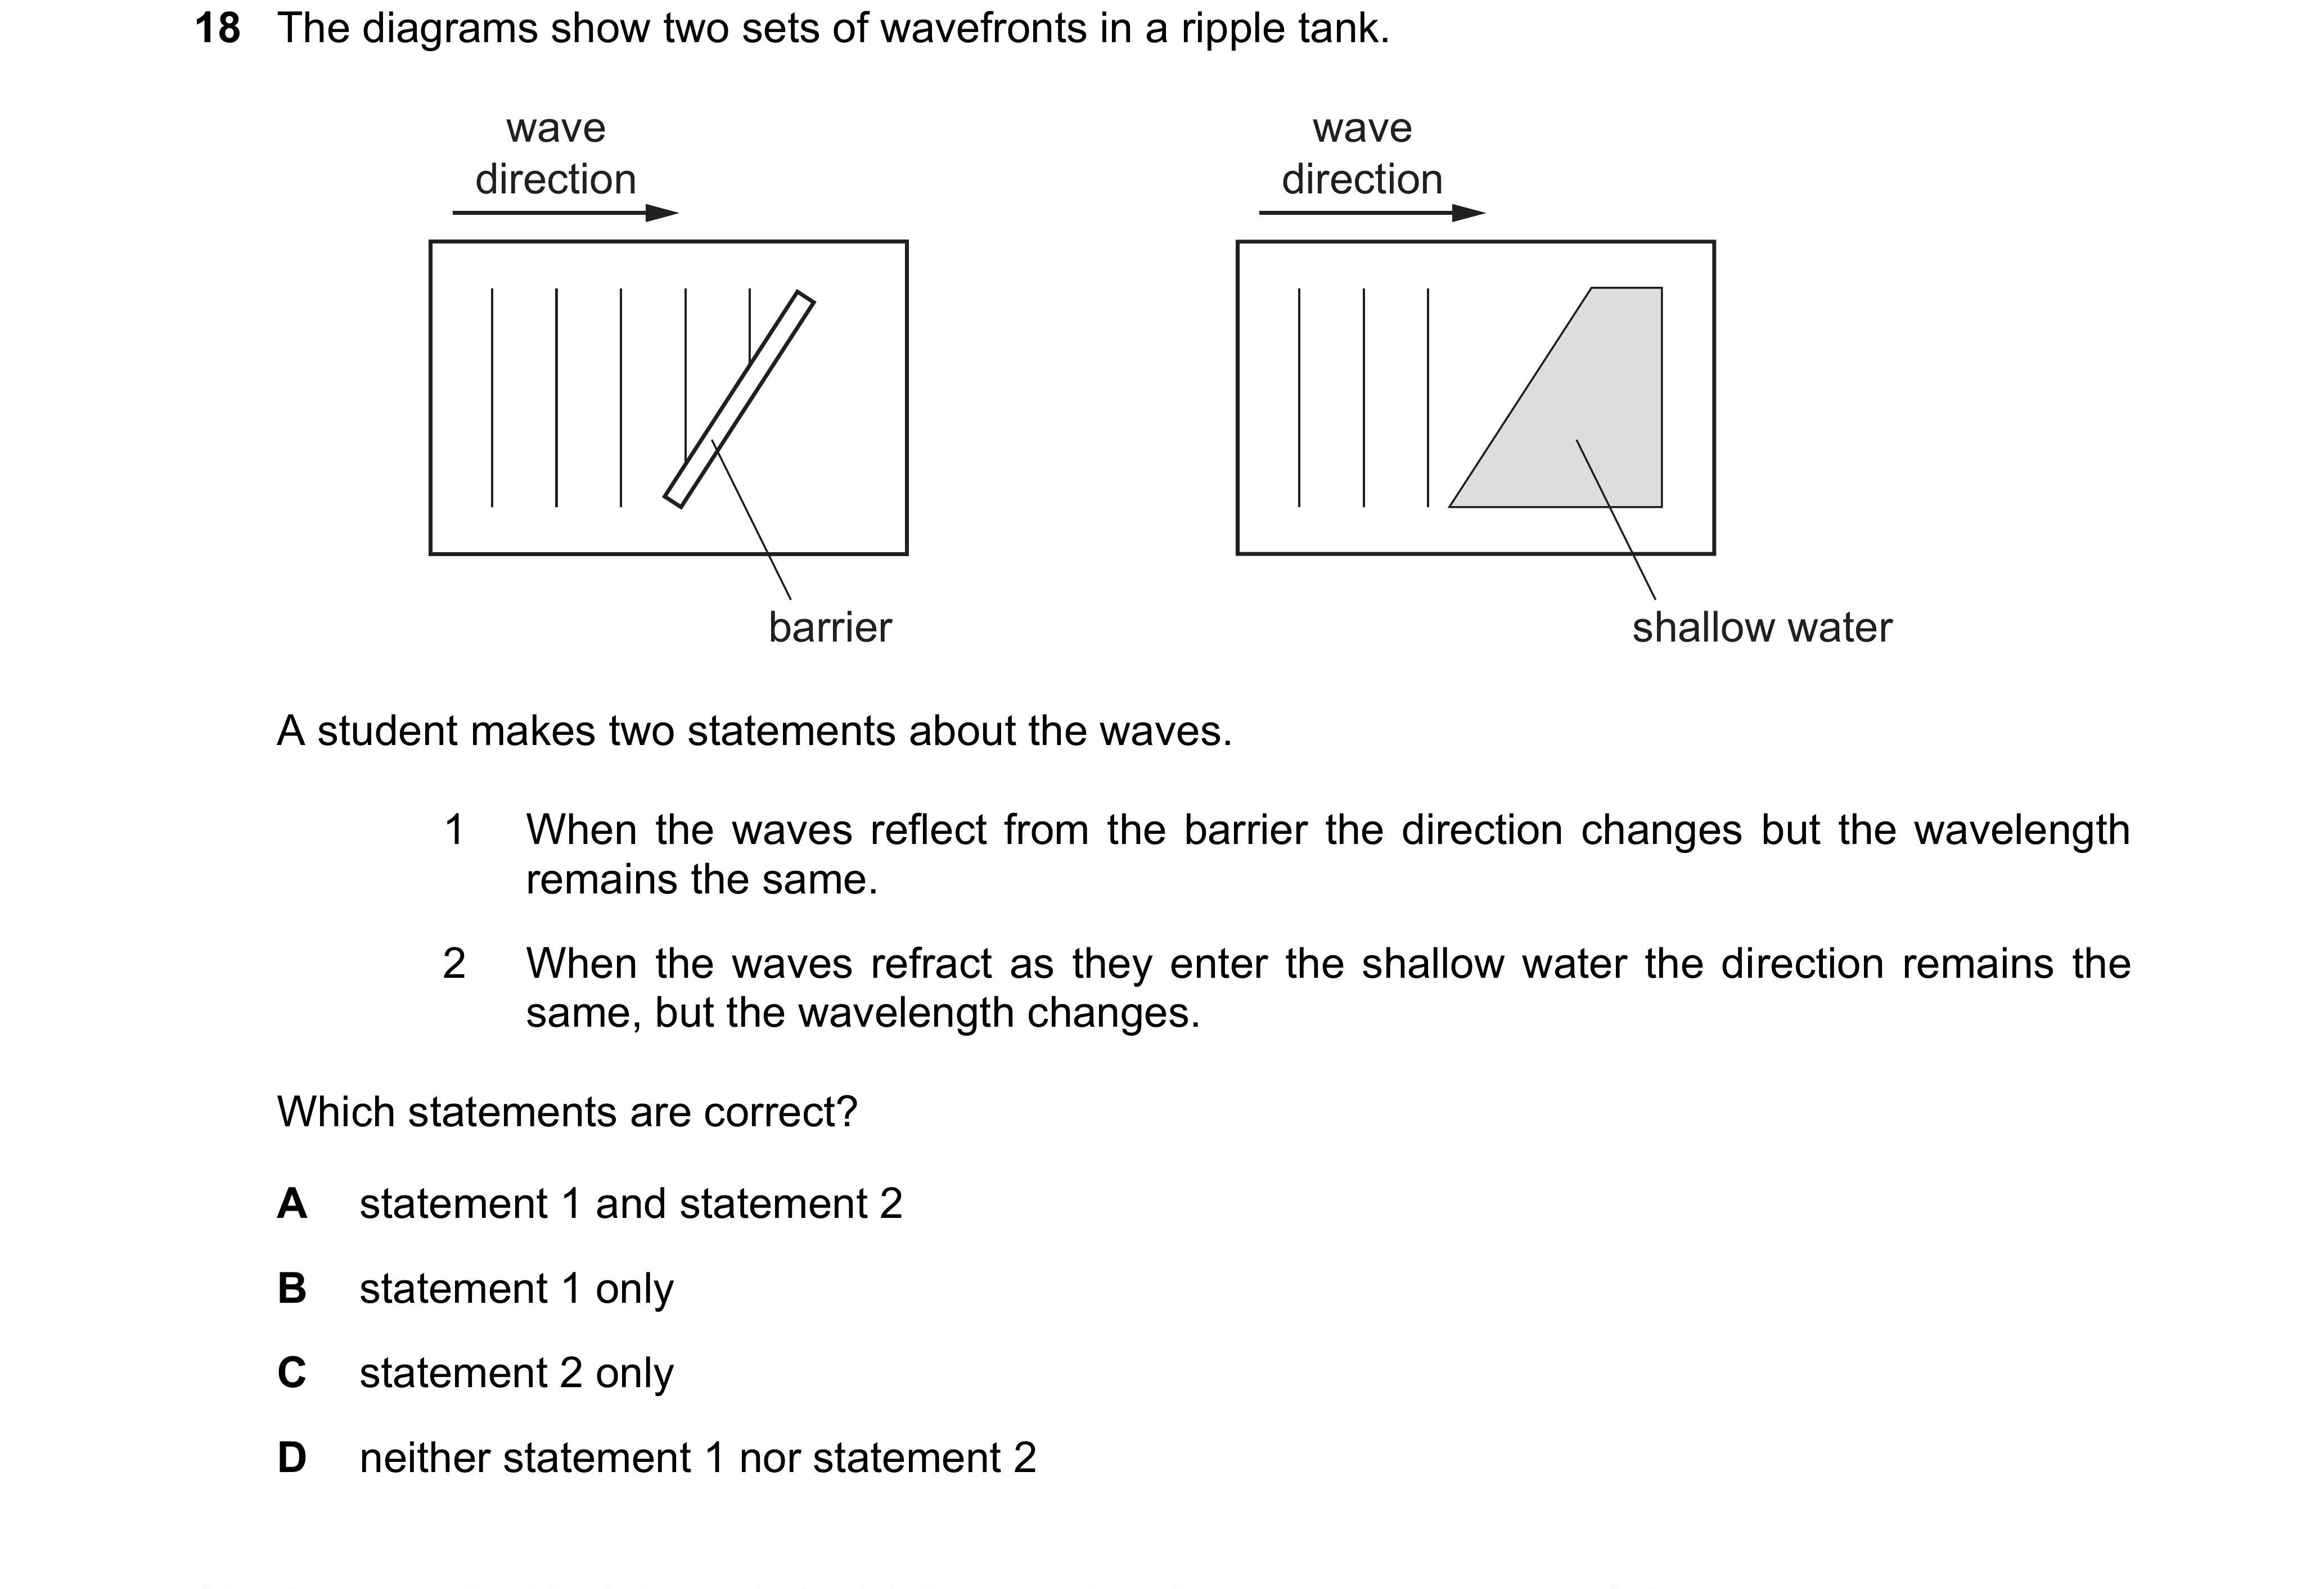 18 The diagrams show two sets of wavefronts in a ripple tank.
wave
direction
wave
direction
barrier
shallow water
A student makes two statements about the waves.
1 When the waves reflect from the barrier the direction changes but the wavelength
remains the same.
2 When the waves refract as they enter the shallow water the direction remains the
same, but the wavelength changes.
Which statements are correct?
A statement 1 and statement 2
B statement 1 only
C statement 2 only
D neither statement 1 nor statement 2